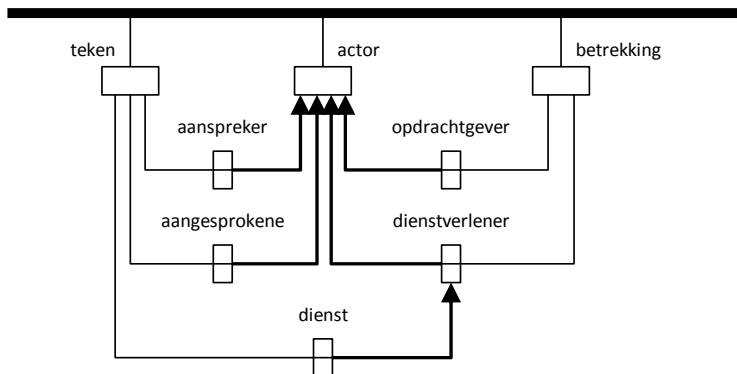 teken actor betrekking
aanspreker opdrachtgever
aangesprokene dienstverlener
dienst